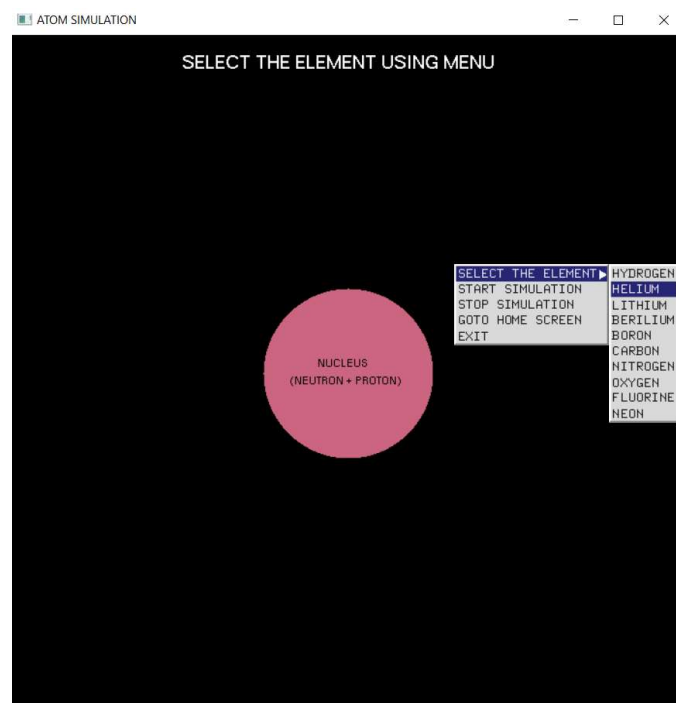 ATOM SIMULATION
SELECT THE ELEMENT USING MENU
SELECT THE ELEMENT
START SIMULATION
STOP SIMULATION
GOTO HOME SCREEN
EXIT
HYDROGEN
HELIUM
LITHIUM
BERILIUM
BORON
CARBON
NITROGEN
OXYGEN
FLUORINE
NEON
NUCLEUS
(NEUTRON + PROTON)